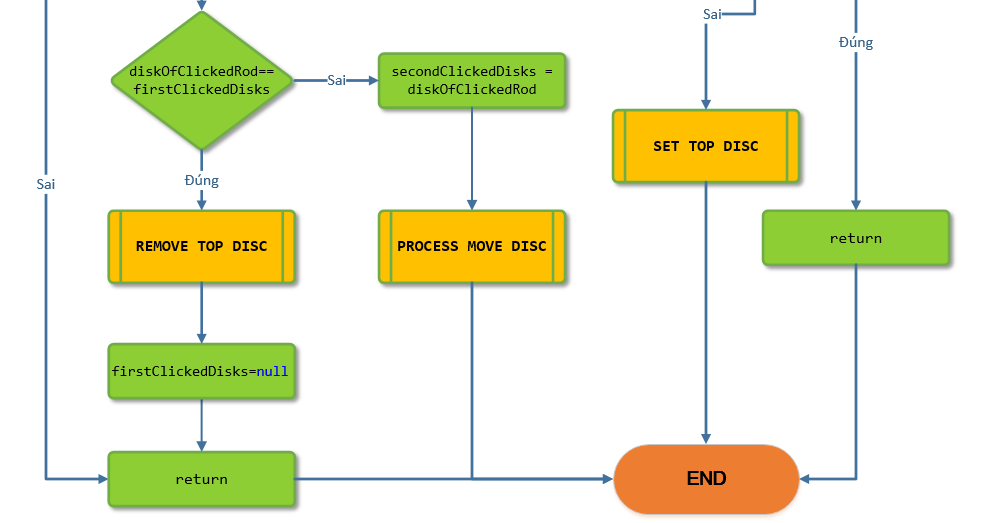 Sai
Đúng
diskOfClickedRod==
firstClickedDisks
Sai
secondClickedDisks =
diskOfClickedRod
SET TOP DISC
Sai
Đúng
REMOVE TOP DISC
PROCESS MOVE DISC
return
firstClickedDisks=null
return
END